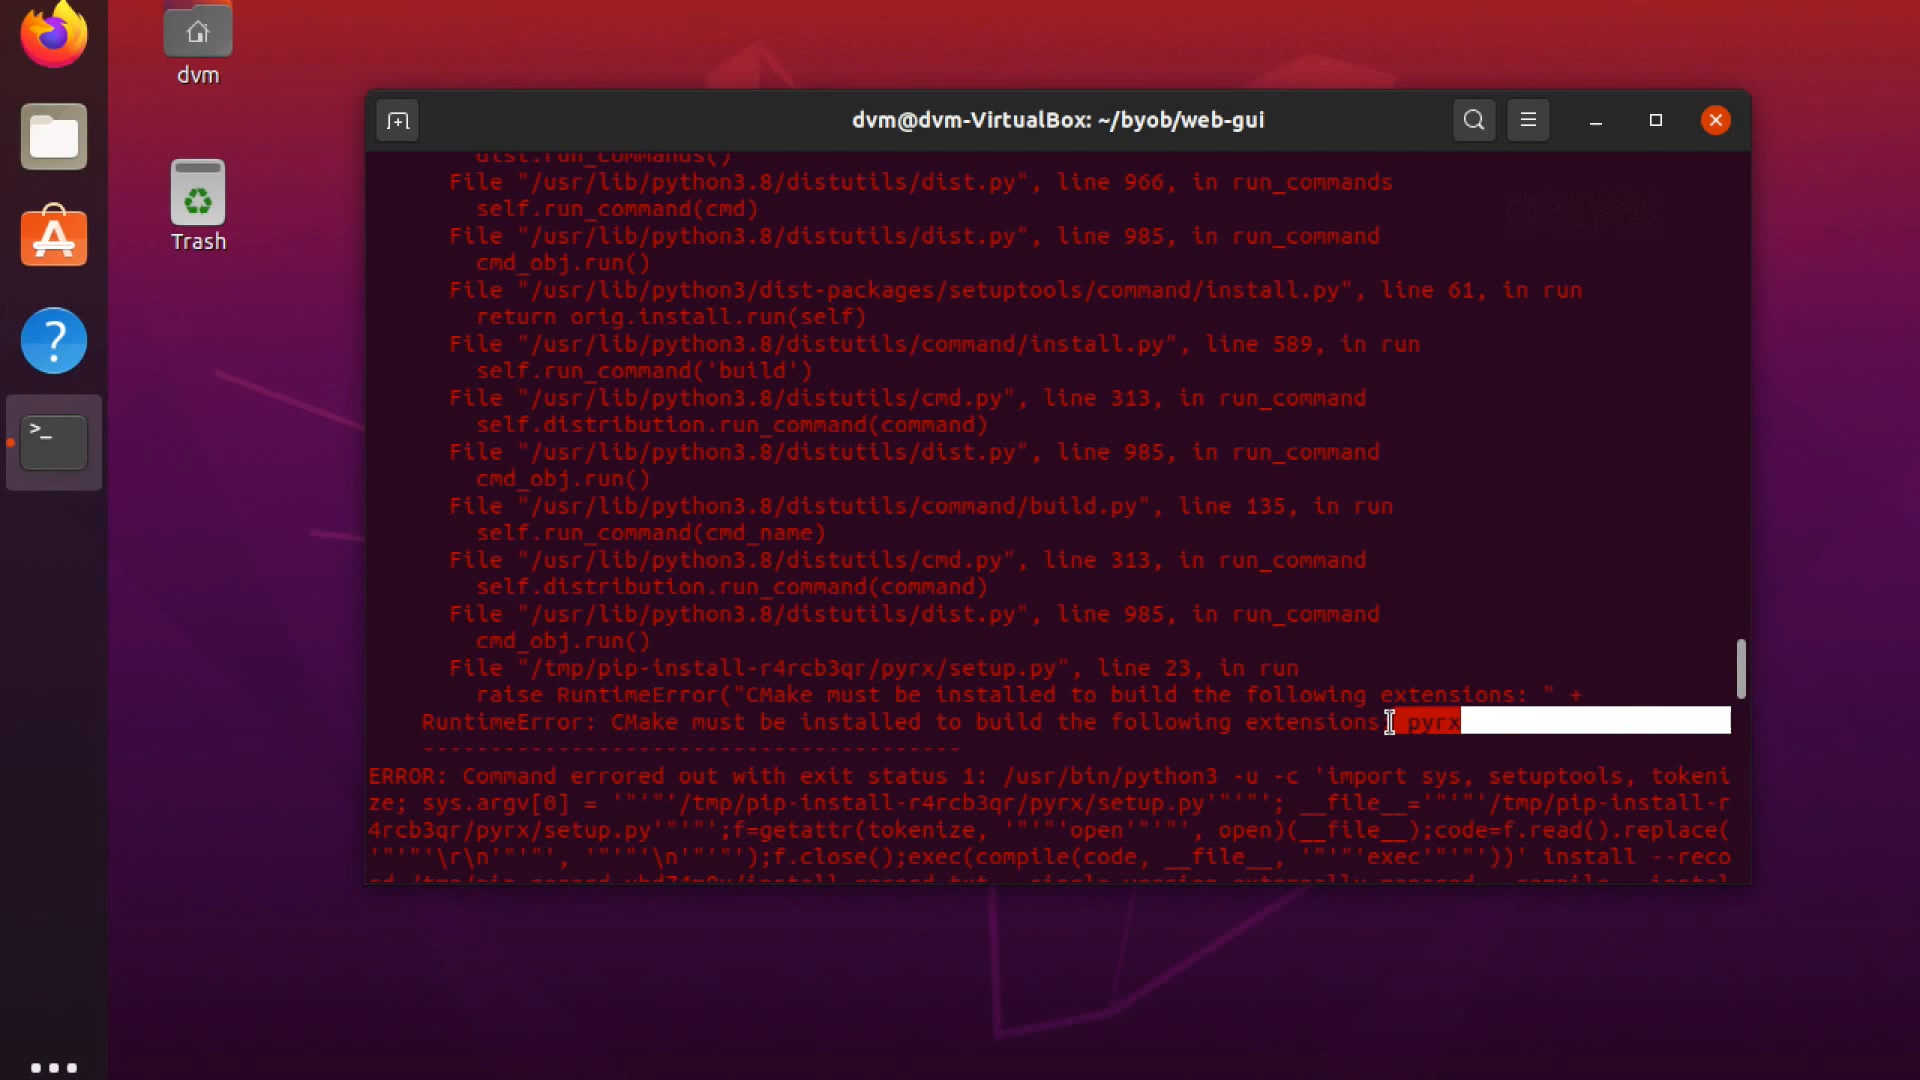 dvm
Trash
dvm@dvm-VirtualBox: ~/byob/web-gui
dist.run_commands()
File "/usr/lib/python3.8/distutils/dist.py", line 966, in run_commands
self.run_command(cmd)
File "/usr/lib/python3.8/distutils/dist.py", line 985, in run_command
cmd_obj.run()
File "/usr/lib/python3/dist-packages/setuptools/command/install.py", line 61, in run
return orig.install.run(self)
File "/usr/lib/python3.8/distutils/command/install.py", line 589, in run
self.run_command('build')
File "/usr/lib/python3.8/distutils/cmd.py", line 313, in run_command
self.distribution.run_command(command)
File "/usr/lib/python3.8/distutils/dist.py", line 985, in run_command
cmd_obj.run()
File "/usr/lib/python3.8/distutils/command/build.py", line 135, in run
self.run_command(cmd_name)
File "/usr/lib/python3.8/distutils/cmd.py", line 313, in run_command
self.distribution.run_command(command)
File "/usr/lib/python3.8/distutils/dist.py", line 985, in run_command
cmd_obj.run()
File "/tmp/pip-install-r4rcb3qr/pyrx/setup.py", line 23, in run
raise RuntimeError("CMake must be installed to build the following extensions: " +
RuntimeError: CMake must be installed to build the following extensions: pyrx
----------------------------------------
ERROR: Command errored out with exit status 1: /usr/bin/python3 -u -c 'import sys, setuptools, tokeni
ze; sys.argv[0] = '"'"'/tmp/pip-install-r4rcb3qr/pyrx/setup.py'"'"'; __file__='"'"'/tmp/pip-install-r
4rcb3qr/pyrx/setup.py'"'"';f=getattr(tokenize, '"'"'open'"'"', open)(__file__);code=f.read().replace(
'"'"'\r\n'"'"', '"'"'\n'"'"');f.close();exec(compile(code, __file__, '"'"'exec'"'"'))' install --reco